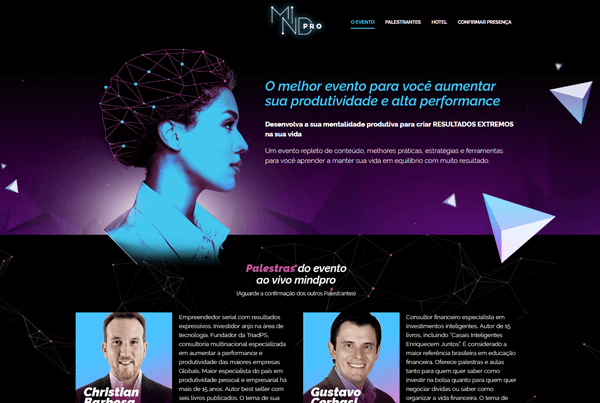 MIND PRO
O EVENTO
PALESTRANTES
HOTEL
CONFIRMAR PRESENÇA
O melhor evento para você aumentar
sua produtividade e alta performance
Desenvolva a sua mentalidade produtiva para criar RESULTADOS EXTREMOS
na sua vida
Um evento repleto de conteúdo, melhores práticas, estratégias e ferramentas
para você aprender a manter sua vida em equilíbrio com muito resultado.
Palestras do evento
ao vivo mindpro
(Aguarde a confirmação dos outros Palestrantes)
Christian
Barbosa
Empreendedor serial com resultados
expressivos. Investidor anjo na área de
tecnologia. Fundador da TriadPS,
consultoria multinacional especializada
em aumentar a performance e
produtividade das maiores empresas
Globais. Maior especialista do país em
produtividade pessoal e empresarial há
mais de 15 anos. Autor best seller com
seis livros publicados. O tema de sua
Gustavo
Cerbasi
Consultor financeiro especialista em
investimentos inteligentes. Autor de 15
livros, incluindo "Casais Inteligentes
Enriquecem Juntos". É considerado a
maior referência brasileira em educação
financeira. Oferece palestras e aulas
tanto para quem quer saber como
investir na bolsa quanto para quem quer
negociar dívidas ou saber como
organizar a vida financeira. O tema de